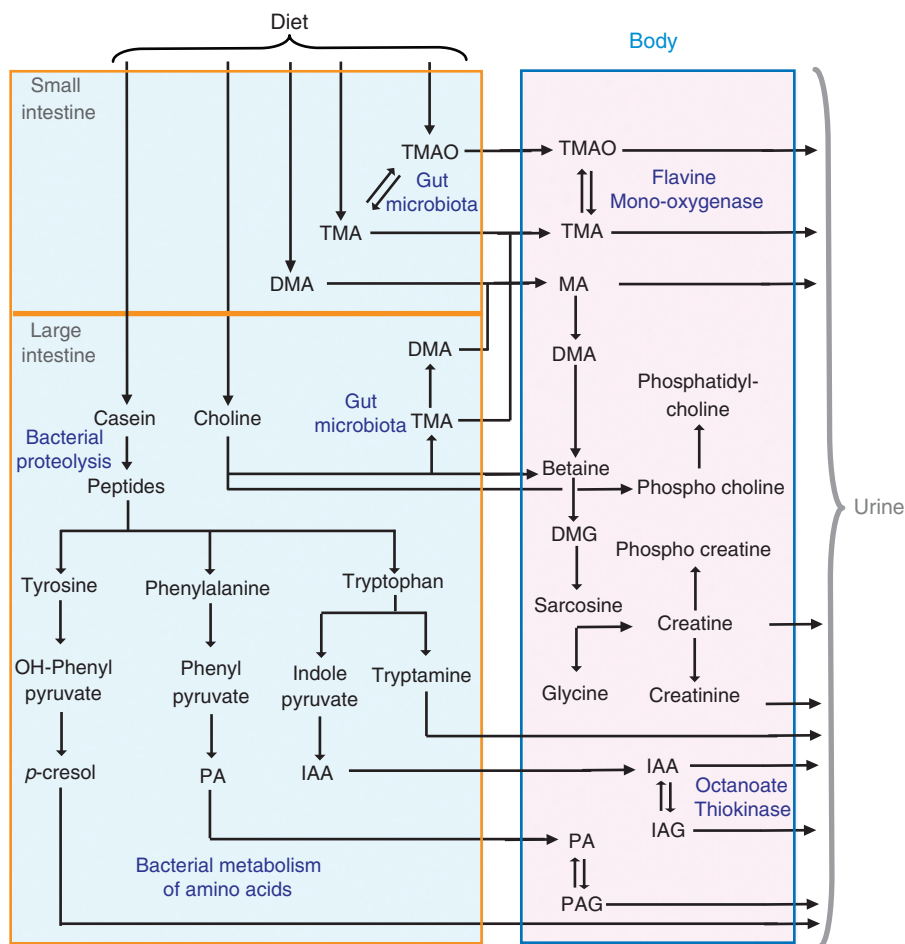 Diet
Body
Small
intestine
TMAO
TMAO
Gut
microbiota
Flavine
Mono-oxygenase
TMA
TMA
DMA
MA
Large
intestine
DMA
DMA
Phosphatidyl-
choline
Casein
Choline
Gut
microbiota
TMA
Bacterial
proteolysis
Betaine
Peptides
Phospho choline
Urine
DMG
Phospho creatine
Tyrosine
Phenylalanine
Tryptophan
Sarcosine
Creatine
OH-Phenyl
pyruvate
Phenyl
pyruvate
Indole
pyruvate
Tryptamine
Glycine
Creatinine
p-cresol
PA
IAA
IAA
Octanoate
Thiokinase
IAG
PA
Bacterial metabolism
of amino acids
PAG